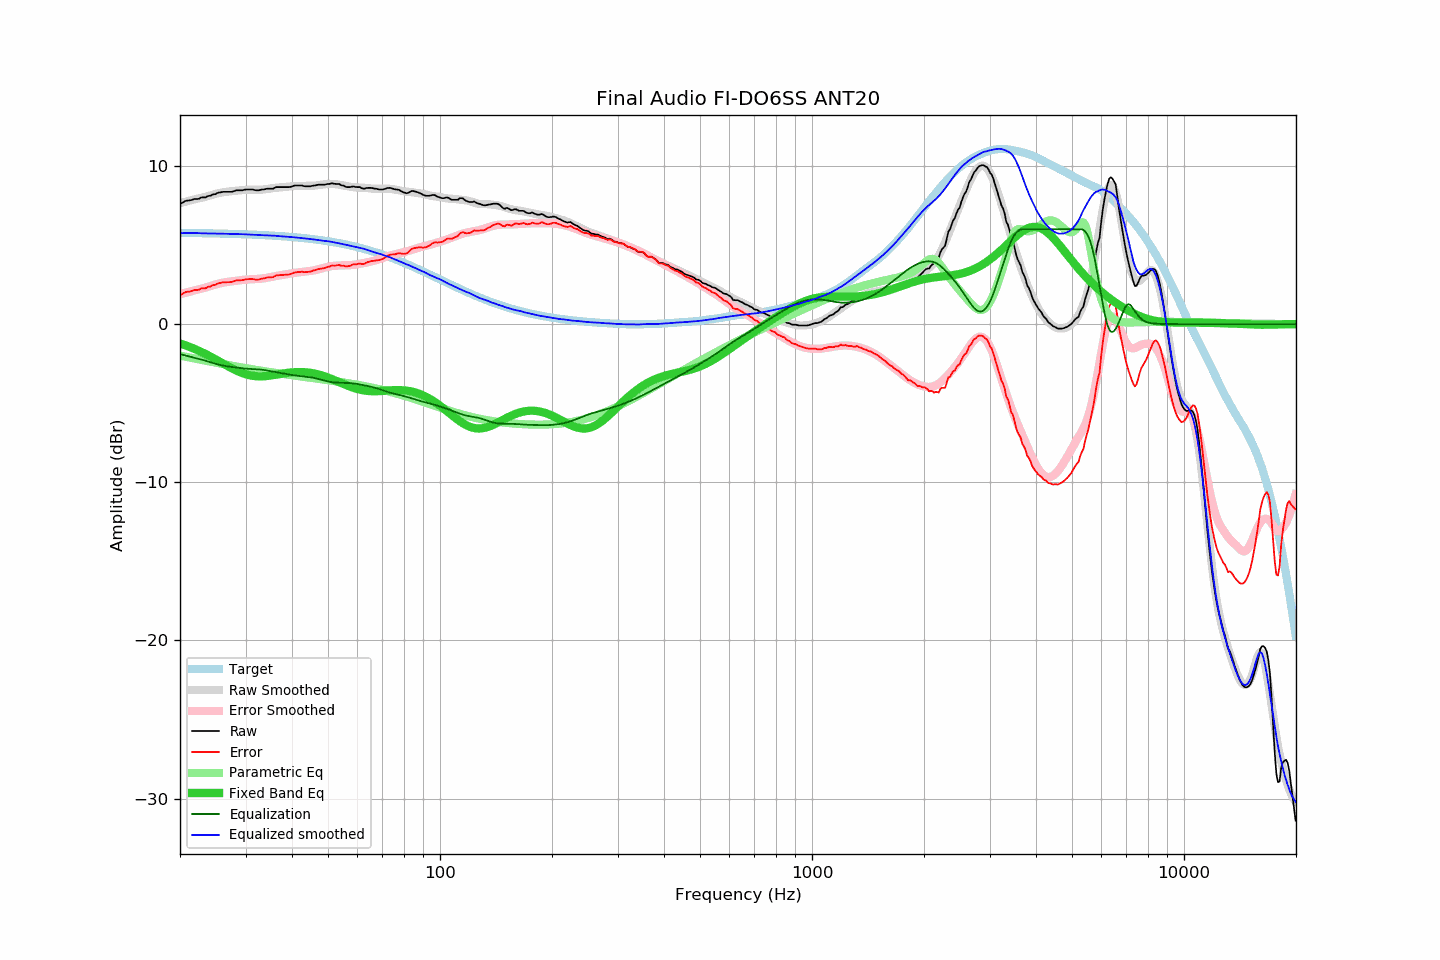 Final Audio FI-DO6SS ANT20
10
0
−10
−20
−30
Amplitude (dBr)
Target
Raw Smoothed
Error Smoothed
Raw
Error
Parametric Eq
Fixed Band Eq
Equalization
Equalized smoothed
100 1000 10000
Frequency (Hz)